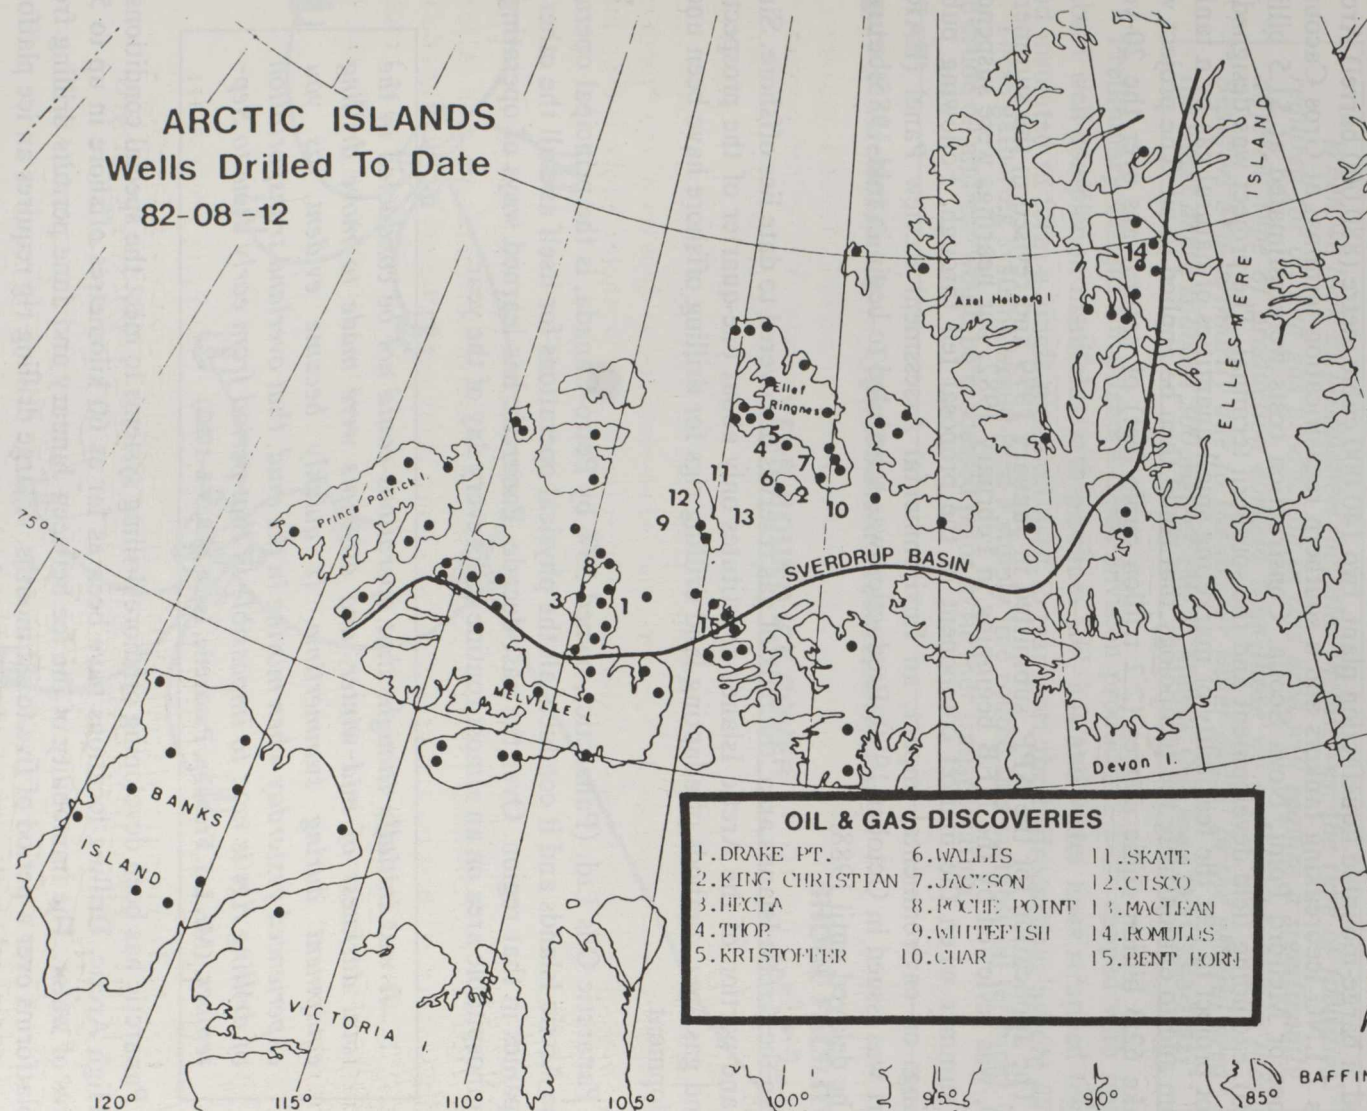 ARCTIC ISLANDS
Wells Drilled To Date
82-08-12
ELLESMERE ISLAND
14
Axel Heiberg I
Ellef
Ringnes
5
4
7
11
6
2
10
12
13
9
Prince Patrick I.
75°
8
SVERDRUP BASIN
3
1
15
MELVILLE I.
Devon I.
BANKS
ISLAND
VICTORIA I.
OIL & GAS DISCOVERIES
1.DRAKE PT. 6.WALLIS 11.SKATE
2.KING CHRISTIAN 7.JACKSON 12.CISCO
3.HECLA 8.ROCHE POINT 13.MACLEAN
4.THOR 9.WHITEFISH 14.ROMULUS
5.KRISTOFFER 10.CHAR 15.BENT HORN
BAFFIN
120° 115° 110° 105° 100° 95° 90° 85°